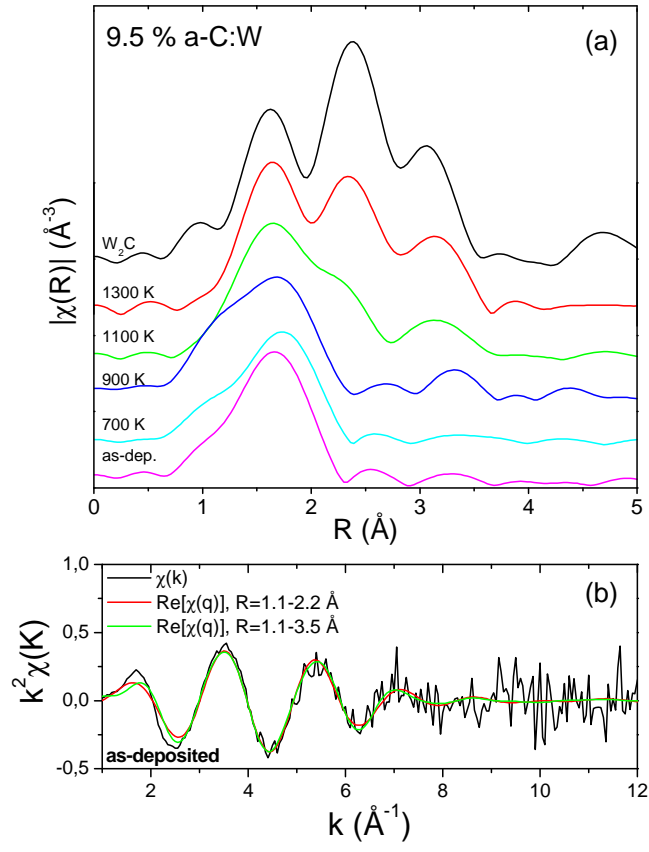 9.5 % a-C:W
(a)
|χ(R)| (Å⁻³)
W₂C
1300 K
1100 K
900 K
700 K
as-dep.
0 1 2 3 4 5
R (Å)
(b)
χ(k)
Re[χ(q)], R=1.1-2.2 Å
Re[χ(q)], R=1.1-3.5 Å
k²χ(K)
1,0
0,5
0,0
-0,5
as-deposited
2 4 6 8 10 12
k (Å⁻¹)